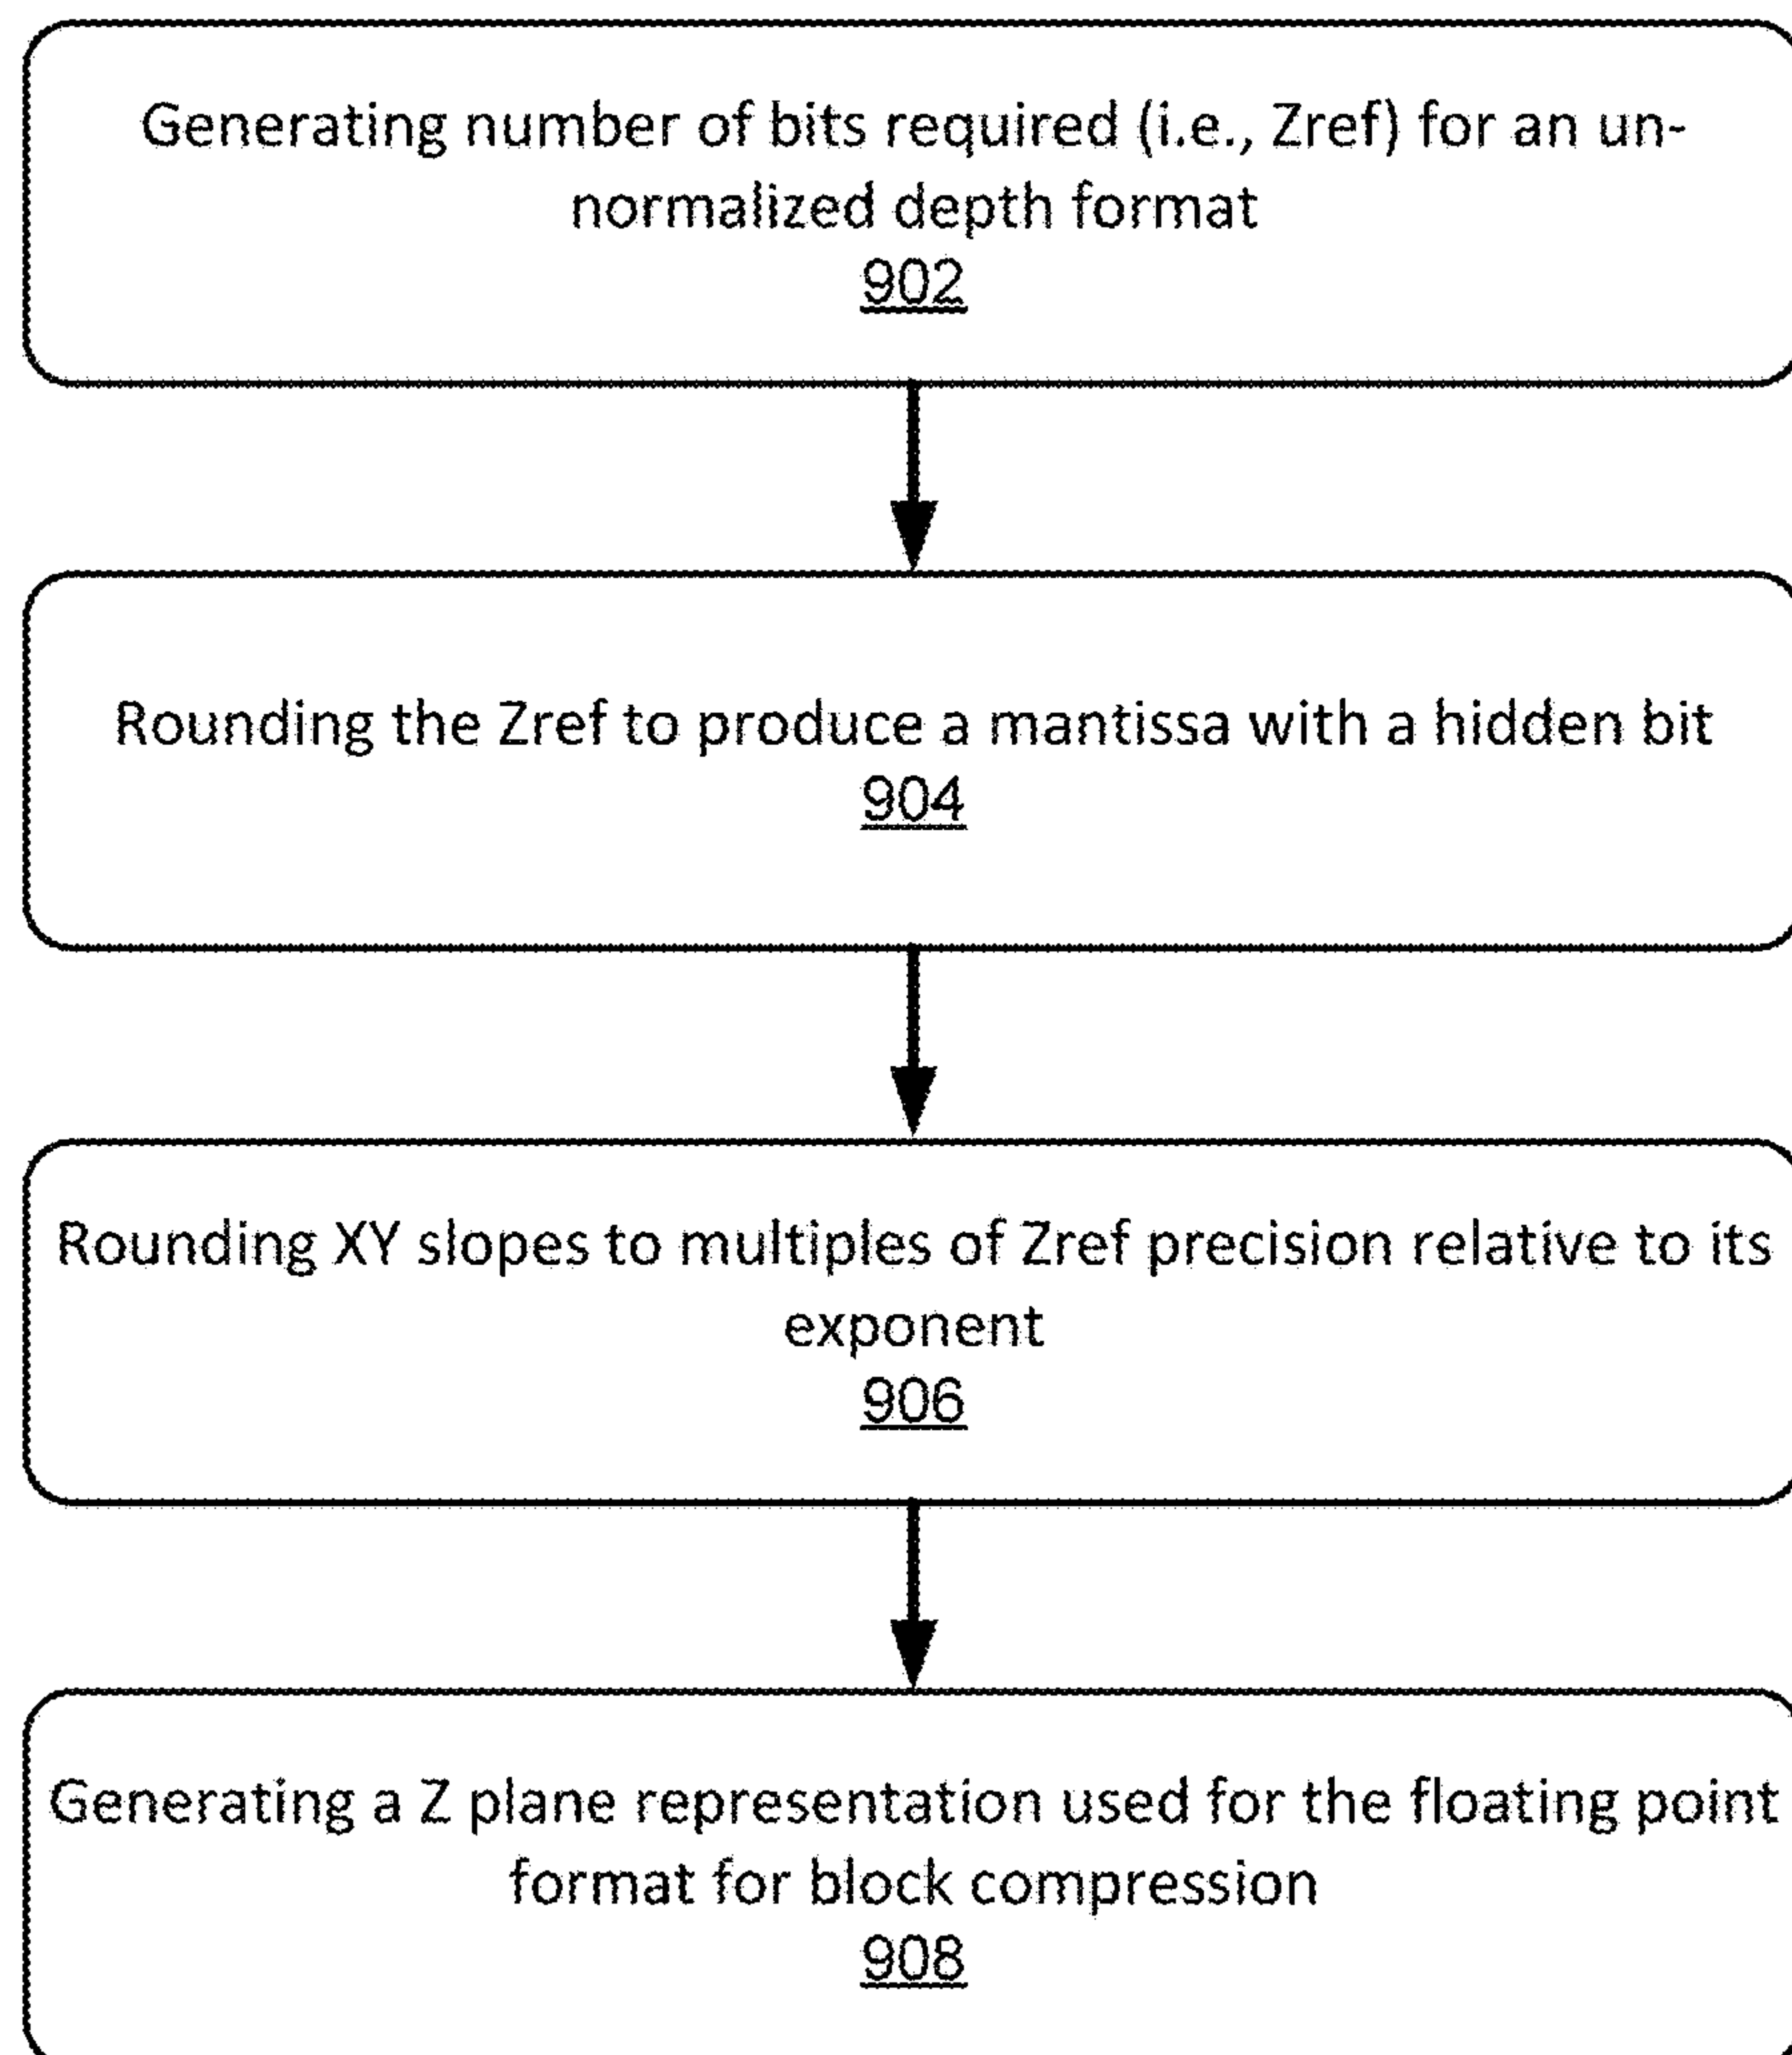 Generating number of bits required (i.e., Zref) for an un-
normalized depth format
902
Rounding the Zref to produce a mantissa with a hidden bit
904
Rounding XY slopes to multiples of Zref precision relative to its
exponent
906
Generating a Z plane representation used for the floating point
format for block compression
908